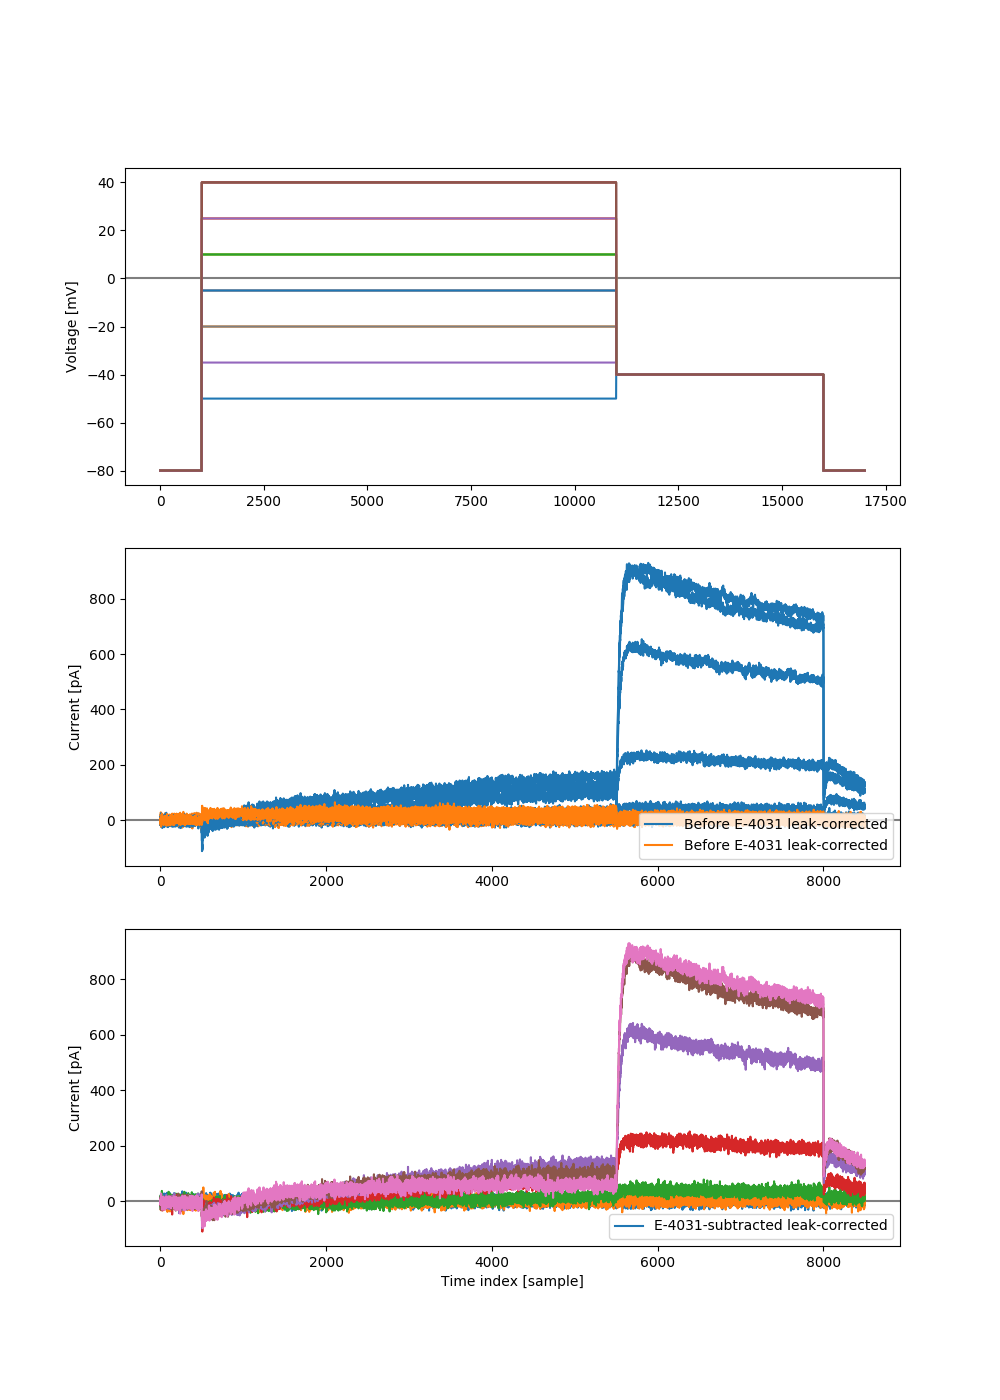 40
20
0
−20
−40
−60
−80
Voltage [mV]
0 2500 5000 7500 10000 12500 15000 17500
800
600
400
200
0
Current [pA]
Before E-4031 leak-corrected
Before E-4031 leak-corrected
0 2000 4000 6000 8000
800
600
400
200
0
Current [pA]
E-4031-subtracted leak-corrected
0 2000 4000 6000 8000
Time index [sample]